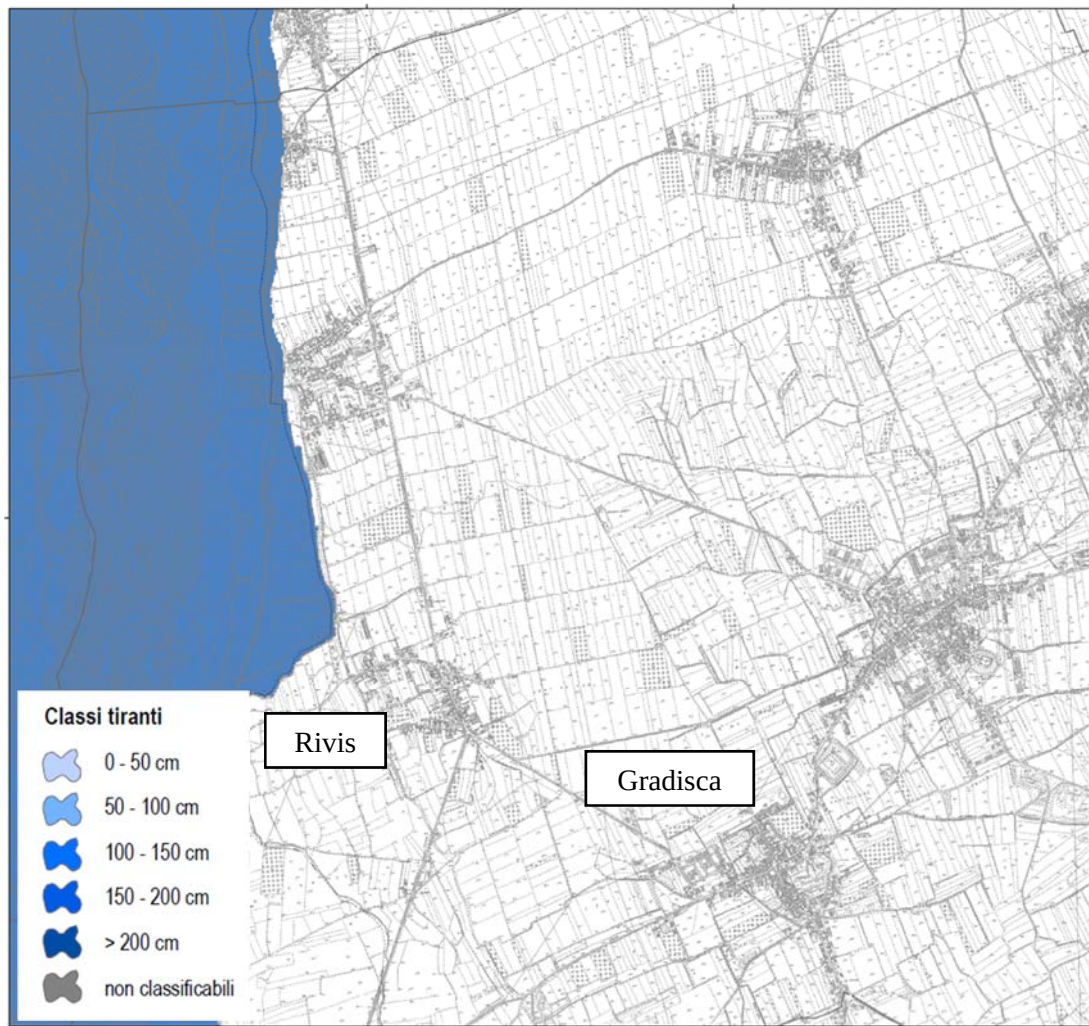 Rivis
Gradisca
Classi tiranti
0 - 50 cm
50 - 100 cm
100 - 150 cm
150 - 200 cm
> 200 cm
non classificabili